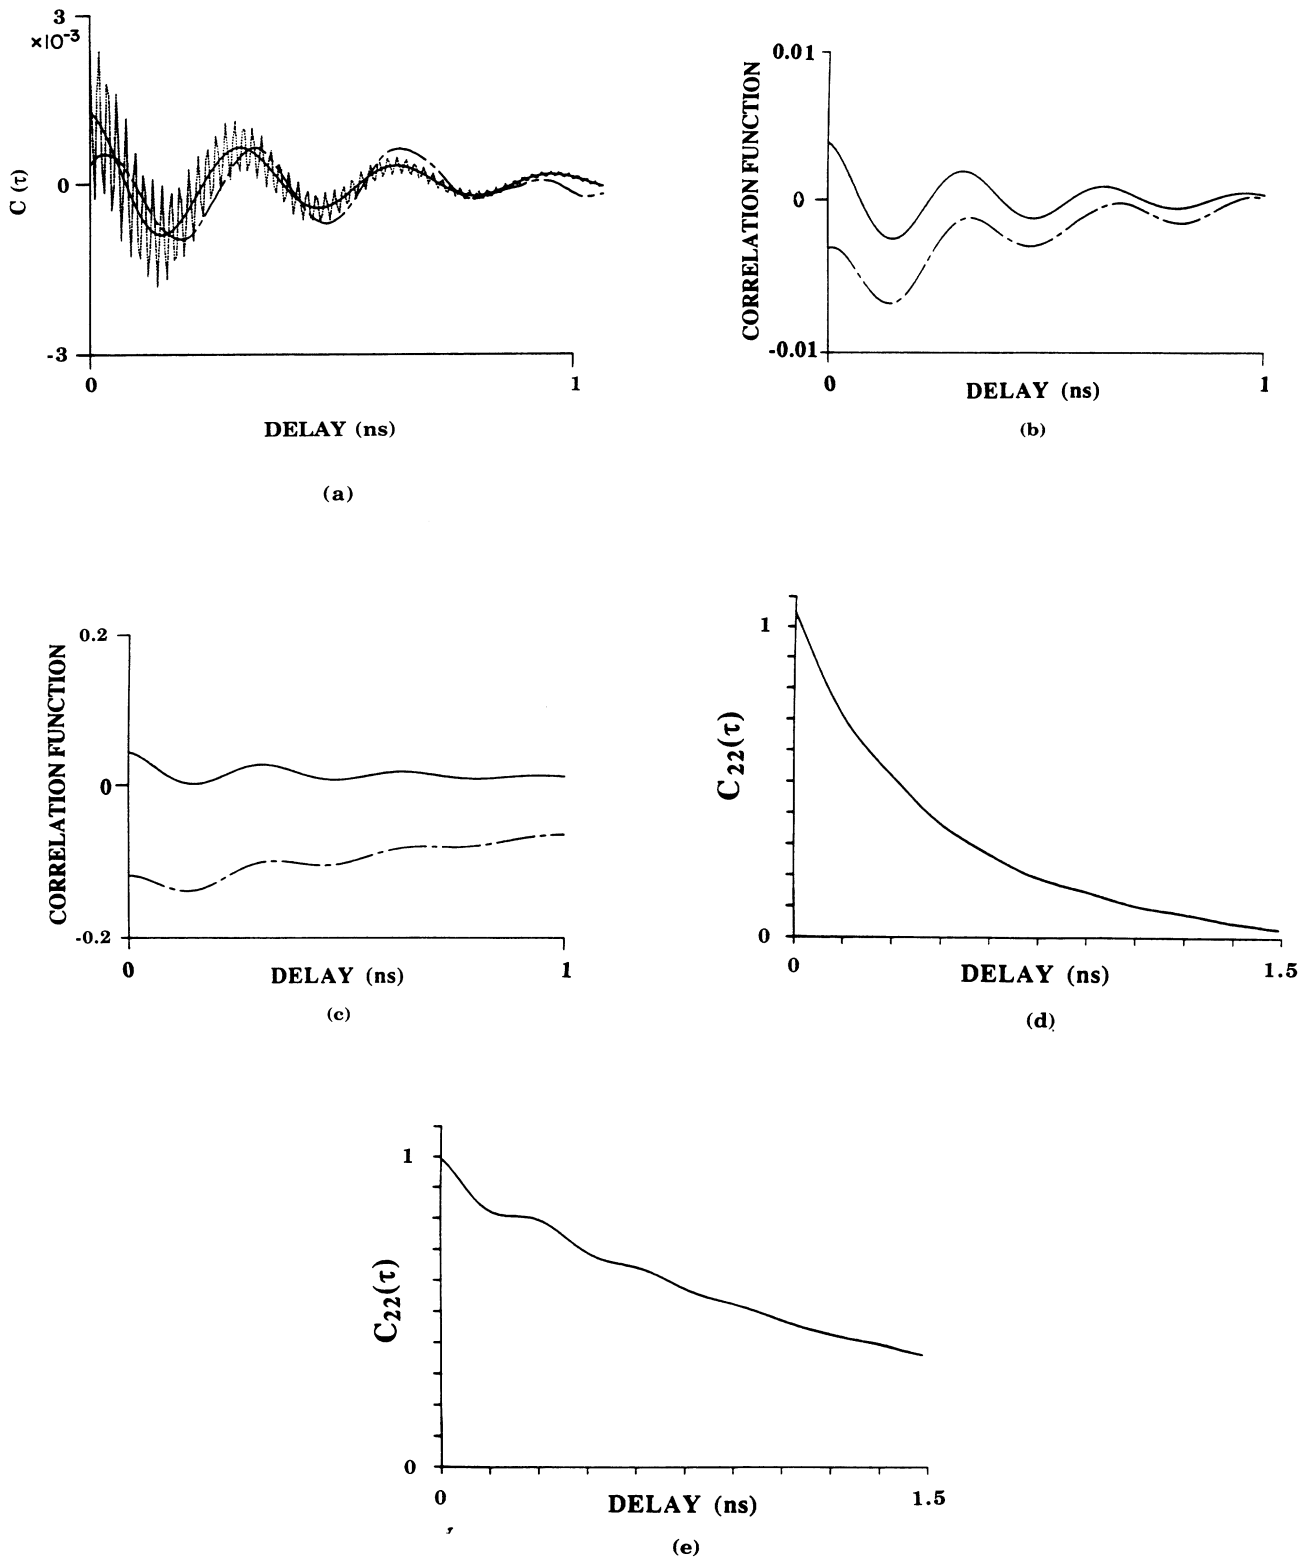 3
×10-3
C (τ)
0
-3
0
1
DELAY (ns)
(a)
0.01
CORRELATION FUNCTION
0
-0.01
0
1
DELAY (ns)
(b)
0.2
CORRELATION FUNCTION
0
-0.2
0
1
DELAY (ns)
(c)
1
C22(τ)
0
0
1.5
DELAY (ns)
(d)
1
C22(τ)
0
0
1.5
DELAY (ns)
(e)